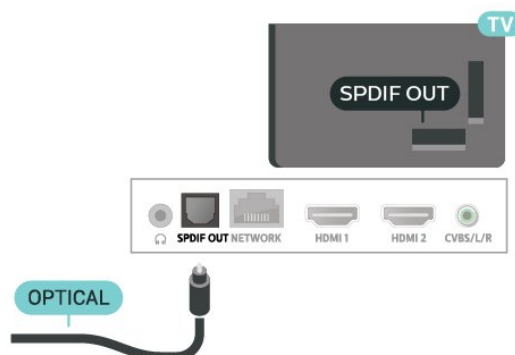 TV
SPDIF OUT
SPDIF OUT NETWORK HDMI 1 HDMI 2 CVBS/L/R
OPTICAL